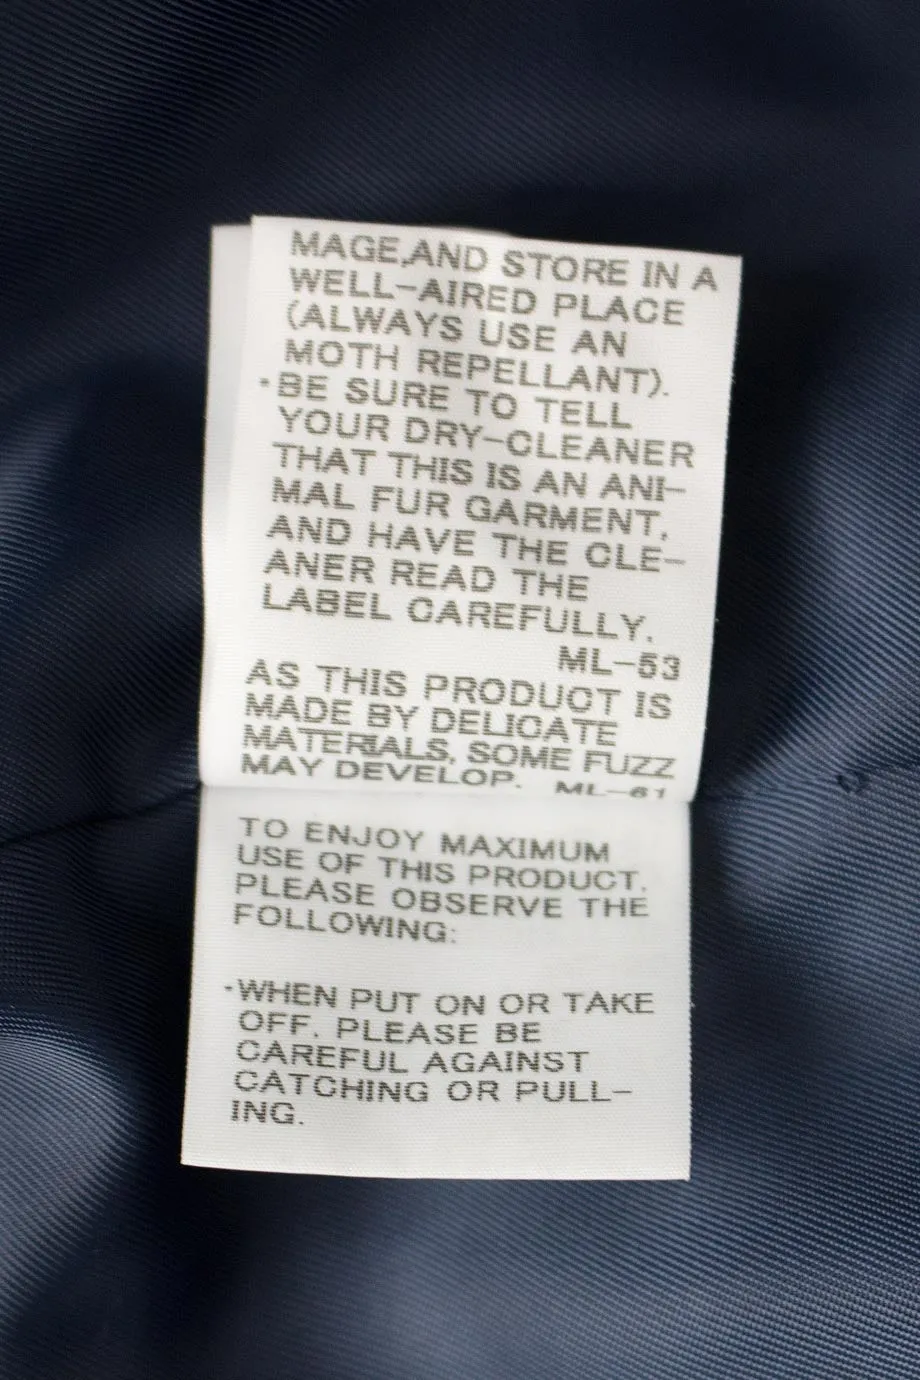 MAGE,AND STORE IN A
WELL-AIRED PLACE
(ALWAYS USE AN
MOTH REPELLANT).
·BE SURE TO TELL
YOUR DRY-CLEANER
THAT THIS IS AN ANI-
MAL FUR GARMENT,
AND HAVE THE CLE-
ANER READ THE
LABEL CAREFULLY.
ML-53
AS THIS PRODUCT IS
MADE BY DELICATE
MATERIALS, SOME FUZZ
MAY DEVELOP. ML-61
TO ENJOY MAXIMUM
USE OF THIS PRODUCT,
PLEASE OBSERVE THE
FOLLOWING:
·WHEN PUT ON OR TAKE
OFF, PLEASE BE
CAREFUL AGAINST
CATCHING OR PULL-
ING.